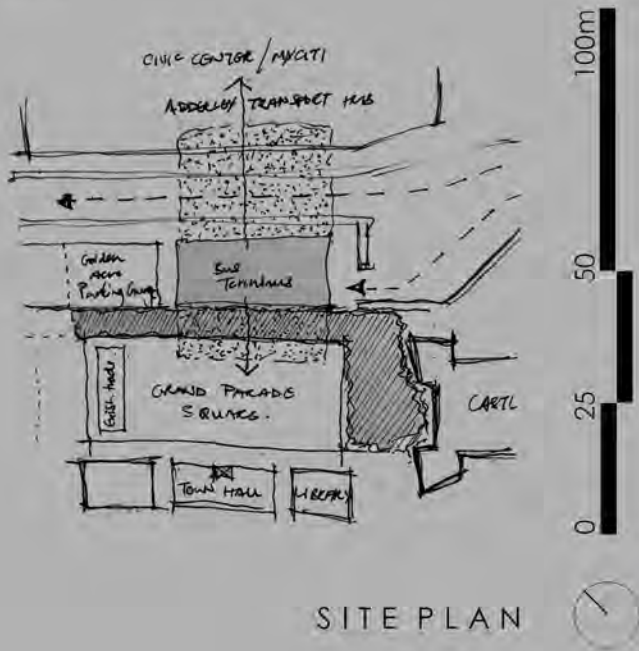 CIVIC CENTER / MYCITI
ADDERLEY TRANSPORT HUB
Golden
Acre
Parking Garage
Bus
Terminus
GRAND PARADE
SQUARE.
CASTL
TOWN HALL
LIBRARY
100m
50
25
0
SITE PLAN